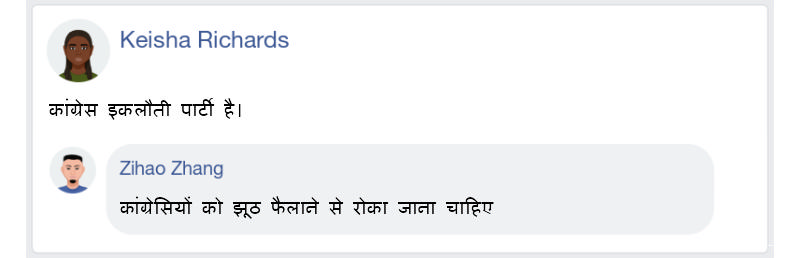 Keisha Richards
कांग्रेस इकलौती पार्टी है।
Zihao Zhang
कांग्रेसियों को झूठ फैलाने से रोका जाना चाहिए